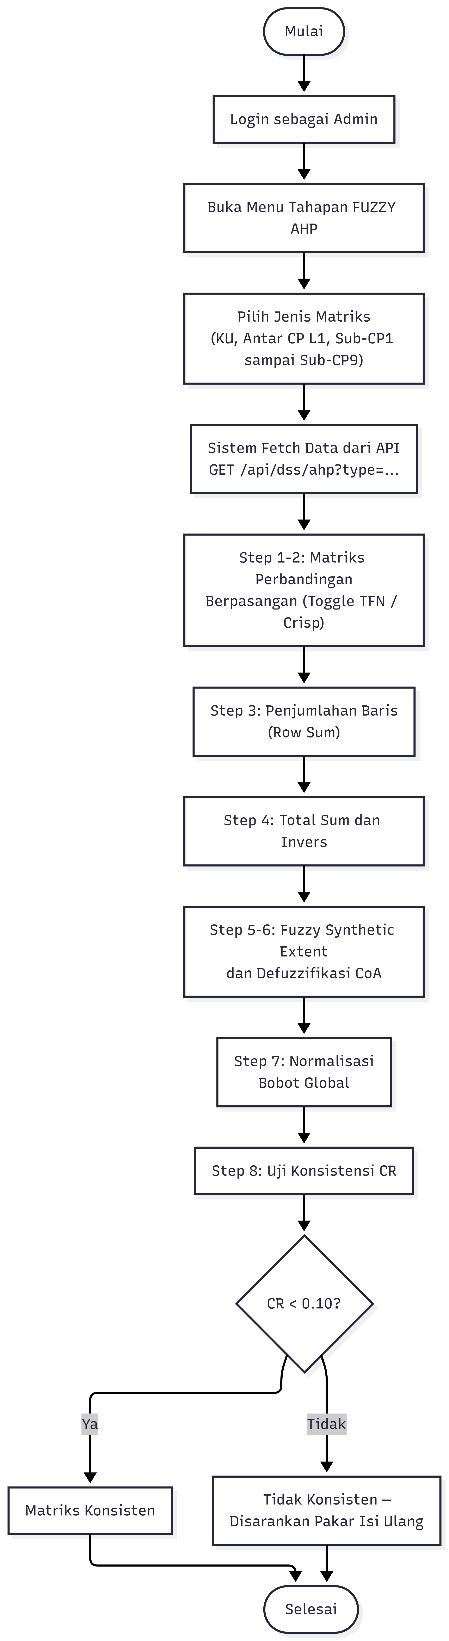 Mulai
Login sebagai Admin
Buka Menu Tahapan FUZZY
AHP
Pilih Jenis Matriks
(KU, Antar CP L1, Sub-CP1
sampai Sub-CP9)
Sistem Fetch Data dari API
GET /api/dss/ahp?type=...
Step 1-2: Matriks
Perbandingan
Berpasangan (Toggle TFN /
Crisp)
Step 3: Penjumlahan Baris
(Row Sum)
Step 4: Total Sum dan
Invers
Step 5-6: Fuzzy Synthetic
Extent
dan Defuzzifikasi CoA
Step 7: Normalisasi
Bobot Global
Step 8: Uji Konsistensi CR
CR < 0.10?
Ya
Tidak
Matriks Konsisten
Tidak Konsisten —
Disarankan Pakar Isi Ulang
Selesai